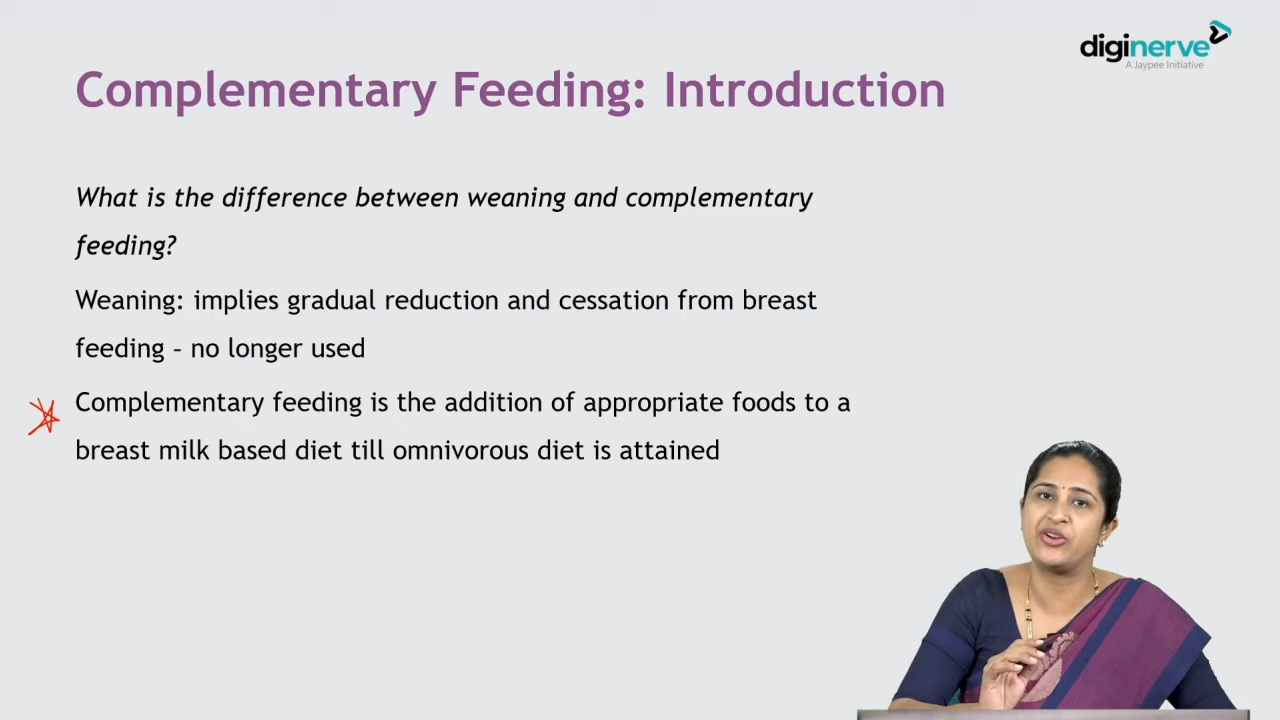 diginerve
A Jaypee Initiative
Complementary Feeding: Introduction
What is the difference between weaning and complementary
feeding?
Weaning: implies gradual reduction and cessation from breast
feeding – no longer used
Complementary feeding is the addition of appropriate foods to a
breast milk based diet till omnivorous diet is attained